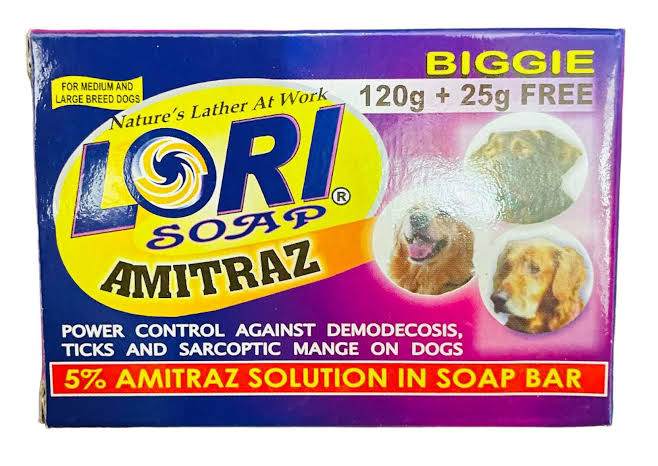 BIGGIE
120g + 25g FREE
FOR MEDIUM AND
LARGE BREED DOGS
Nature's Lather At Work
LORI
SOAP®
AMITRAZ
POWER CONTROL AGAINST DEMODECOSIS,
TICKS AND SARCOPTIC MANGE ON DOGS
5% AMITRAZ SOLUTION IN SOAP BAR